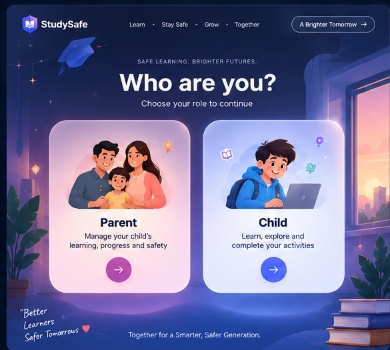 StudySafe
Learn • Stay Safe • Grow • Together
A Brighter Tomorrow →
SAFE LEARNING. BRIGHTER FUTURES.
Who are you?
Choose your role to continue
Parent
Manage your child's
learning, progress and safety
→
Child
Learn, explore and
complete your activities
→
"Better
Learners
Safer Tomorrows
Together for a Smarter, Safer Generation.